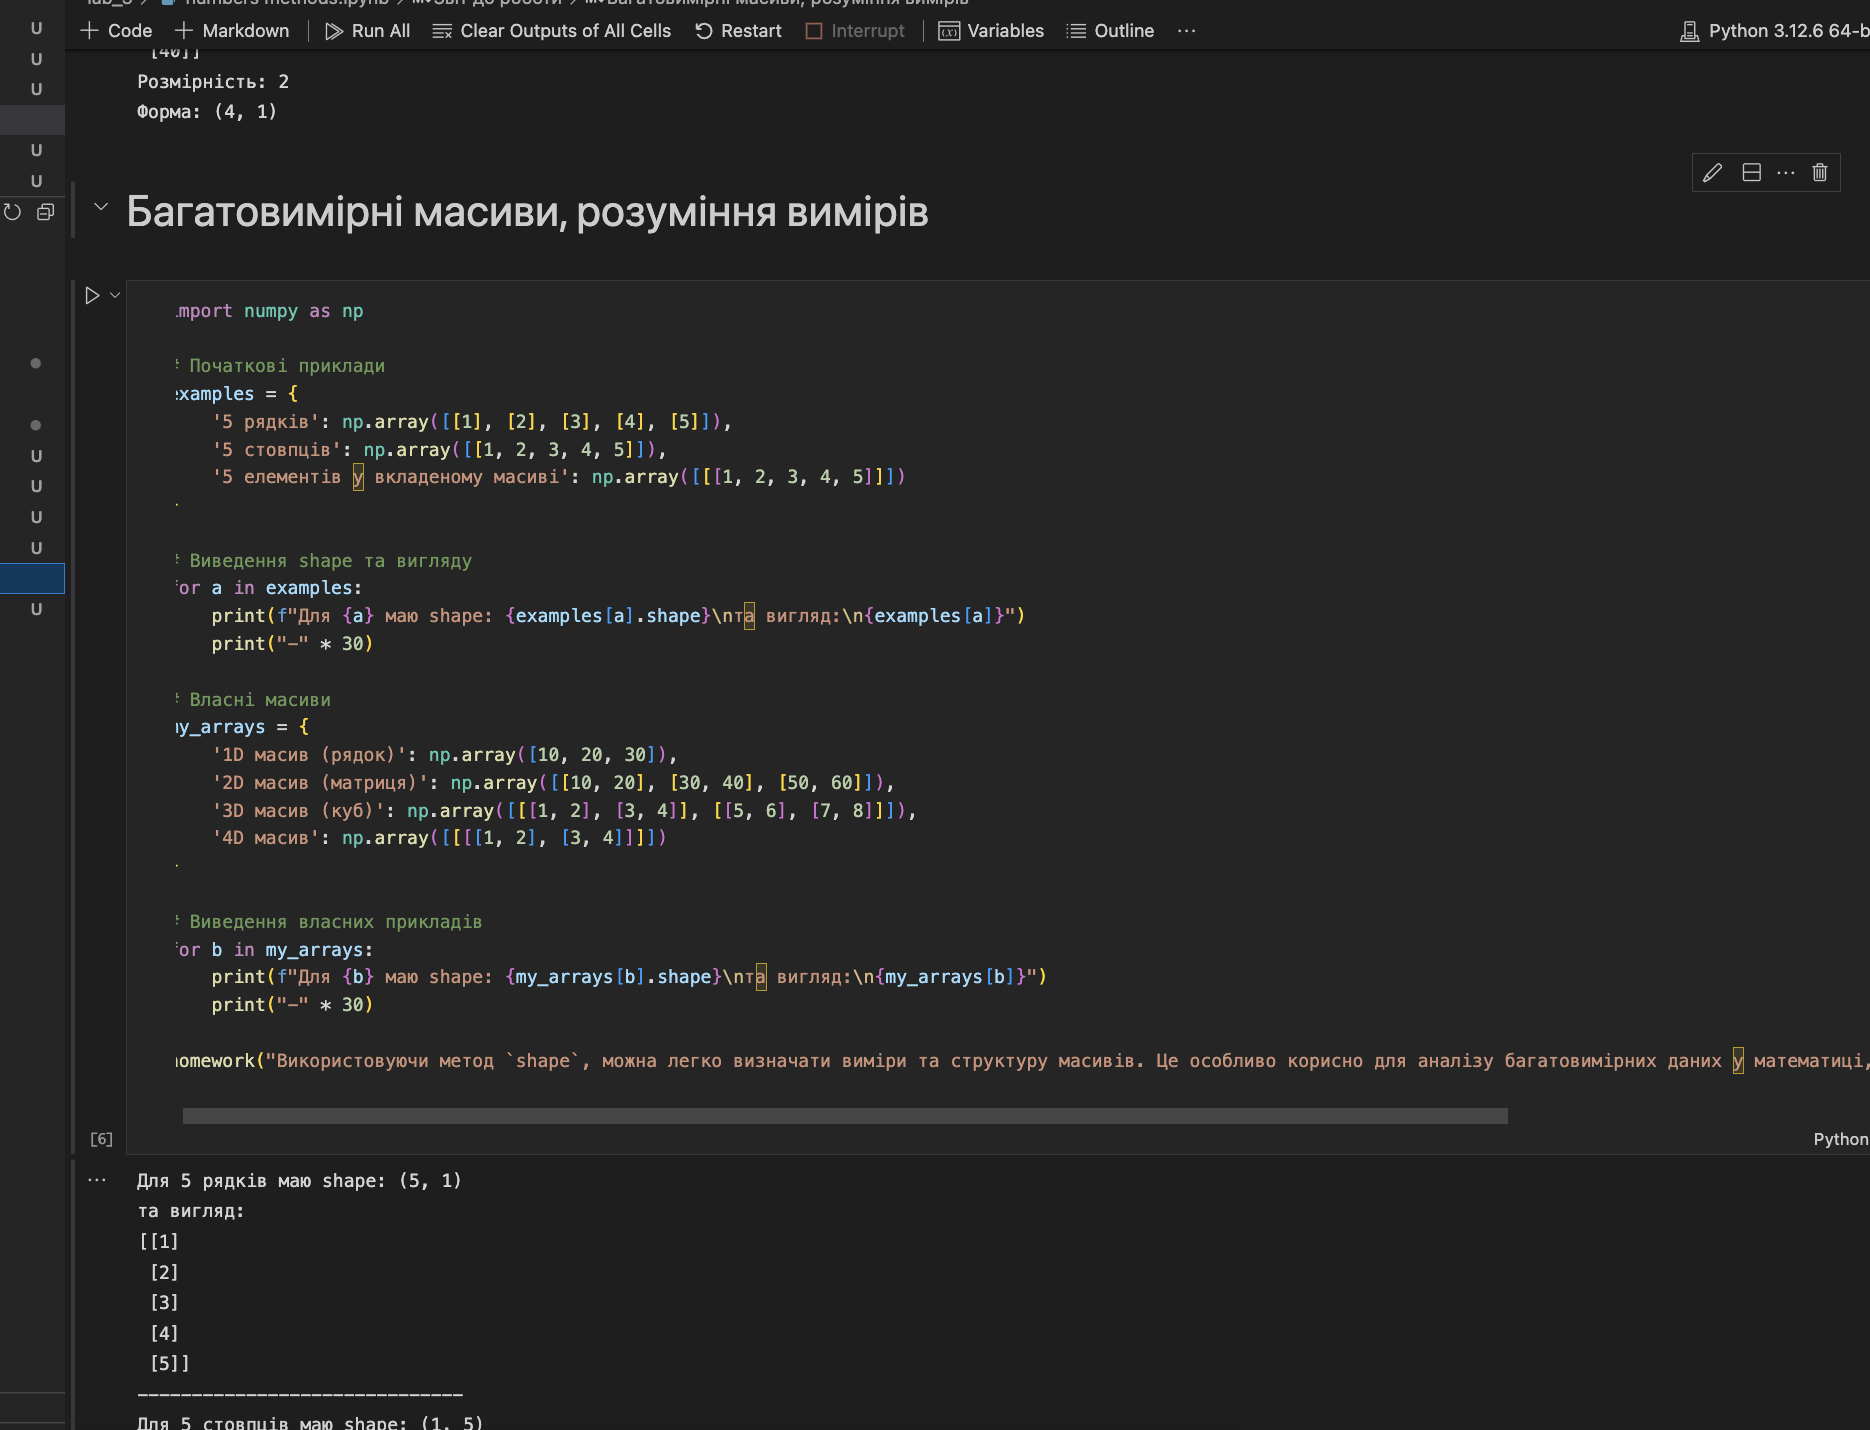 Code Markdown Run All Clear Outputs of All Cells Restart Interrupt Variables Outline ··· Python 3.12.6 64-b
[40]]
Розмірність: 2
Форма: (4, 1)
Багатовимірні масиви, розуміння вимірів
import numpy as np
# Початкові приклади
examples = {
'5 рядків': np.array([[1], [2], [3], [4], [5]]),
'5 стовпців': np.array([[1, 2, 3, 4, 5]]),
'5 елементів у вкладеному масиві': np.array([[[1, 2, 3, 4, 5]]])
# Виведення shape та вигляду
for a in examples:
print(f"Для {a} маю shape: {examples[a].shape}\nта вигляд:\n{examples[a]}")
print("—" * 30)
# Власні масиви
my_arrays = {
'1D масив (рядок)': np.array([10, 20, 30]),
'2D масив (матриця)': np.array([[10, 20], [30, 40], [50, 60]]),
'3D масив (куб)': np.array([[[1, 2], [3, 4]], [[5, 6], [7, 8]]]),
'4D масив': np.array([[[[1, 2], [3, 4]]]])
# Виведення власних прикладів
for b in my_arrays:
print(f"Для {b} маю shape: {my_arrays[b].shape}\nта вигляд:\n{my_arrays[b]}")
print("—" * 30)
homework("Використовуючи метод `shape`, можна легко визначати виміри та структуру масивів. Це особливо корисно для аналізу багатовимірних даних у математиці,
[6]
Python
··· Для 5 рядків маю shape: (5, 1)
та вигляд:
[[1]
[2]
[3]
[4]
[5]]
——————————————————————————————
Для 5 стовпців маю shape: (1, 5)
U
U
U
U
U
U
U
U
U
U